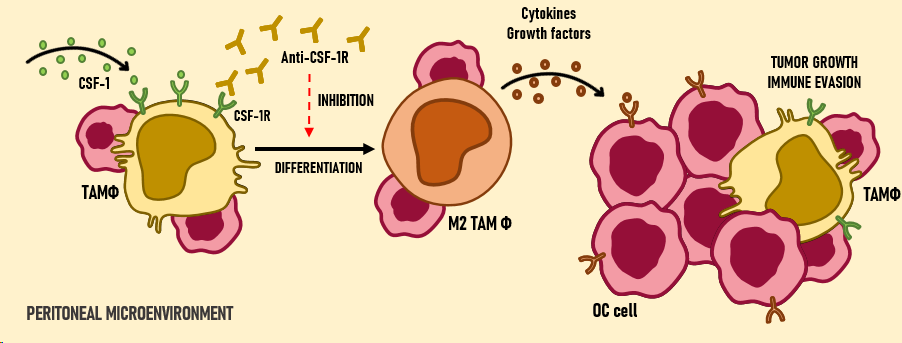 Cytokines
Growth factors
Anti-CSF-1R
CSF-1
TUMOR GROWTH
IMMUNE EVASION
INHIBITION
CSF-1R
DIFFERENTIATION
TAMΦ
M2 TAM Φ
TAMΦ
OC cell
PERITONEAL MICROENVIRONMENT